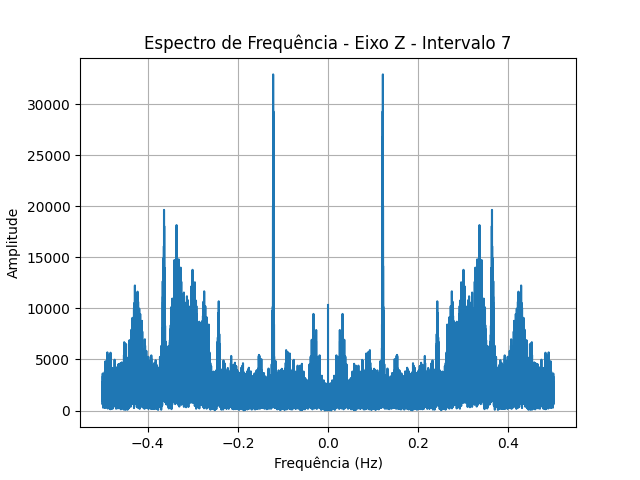 Espectro de Frequência - Eixo Z - Intervalo 7
30000
25000
20000
15000
10000
5000
0
Amplitude
−0.4 −0.2 0.0 0.2 0.4
Frequência (Hz)